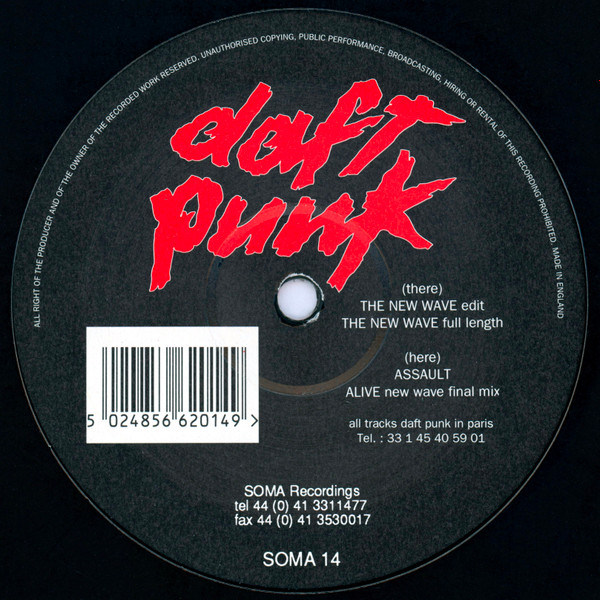 ALL RIGHT OF THE PRODUCER AND OF THE OWNER OF THE RECORDED WORK RESERVED. UNAUTHORISED COPYING, PUBLIC PERFORMANCE, BROADCASTING, HIRING OR RENTAL OF THIS RECORDING PROHIBITED. MADE IN ENGLAND
daft
punk
(there)
THE NEW WAVE edit
THE NEW WAVE full length
(here)
ASSAULT
ALIVE new wave final mix
all tracks daft punk in paris
Tel. : 33 1 45 40 59 01
5 024856 620149 >
SOMA Recordings
tel 44 (0) 41 3311477
fax 44 (0) 41 3530017
SOMA 14